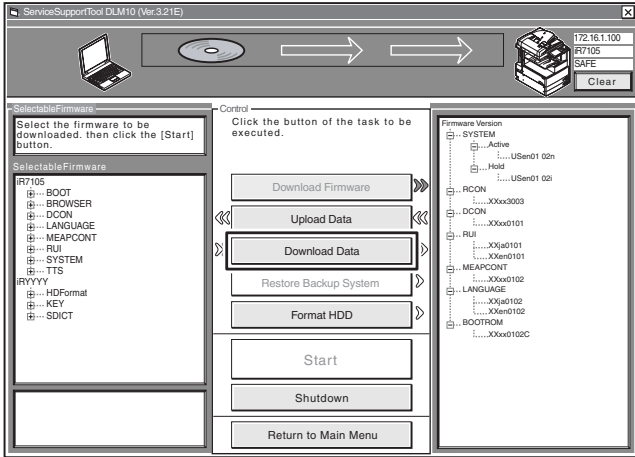 ServiceSupportTool DLM10 (Ver.3.21E)
172.16.1.100
iR7105
SAFE
Clear
SelectableFirmware
Select the firmware to be
downloaded. then click the [Start]
button.
SelectableFirmware
iR7105
BOOT
BROWSER
DCON
LANGUAGE
MEAPCONT
RUI
SYSTEM
TTS
iRYYYY
HDFormat
KEY
SDICT
Control
Click the button of the task to be
executed.
Download Firmware
Upload Data
Download Data
Restore Backup System
Format HDD
Start
Shutdown
Return to Main Menu
Firmware Version
SYSTEM
Active
USen01 02n
Hold
USen01 02i
RCON
XXxx3003
DCON
XXxx0101
RUI
XXja0101
XXen0101
MEAPCONT
XXxx0102
LANGUAGE
XXja0102
XXen0102
BOOTROM
XXxx0102C